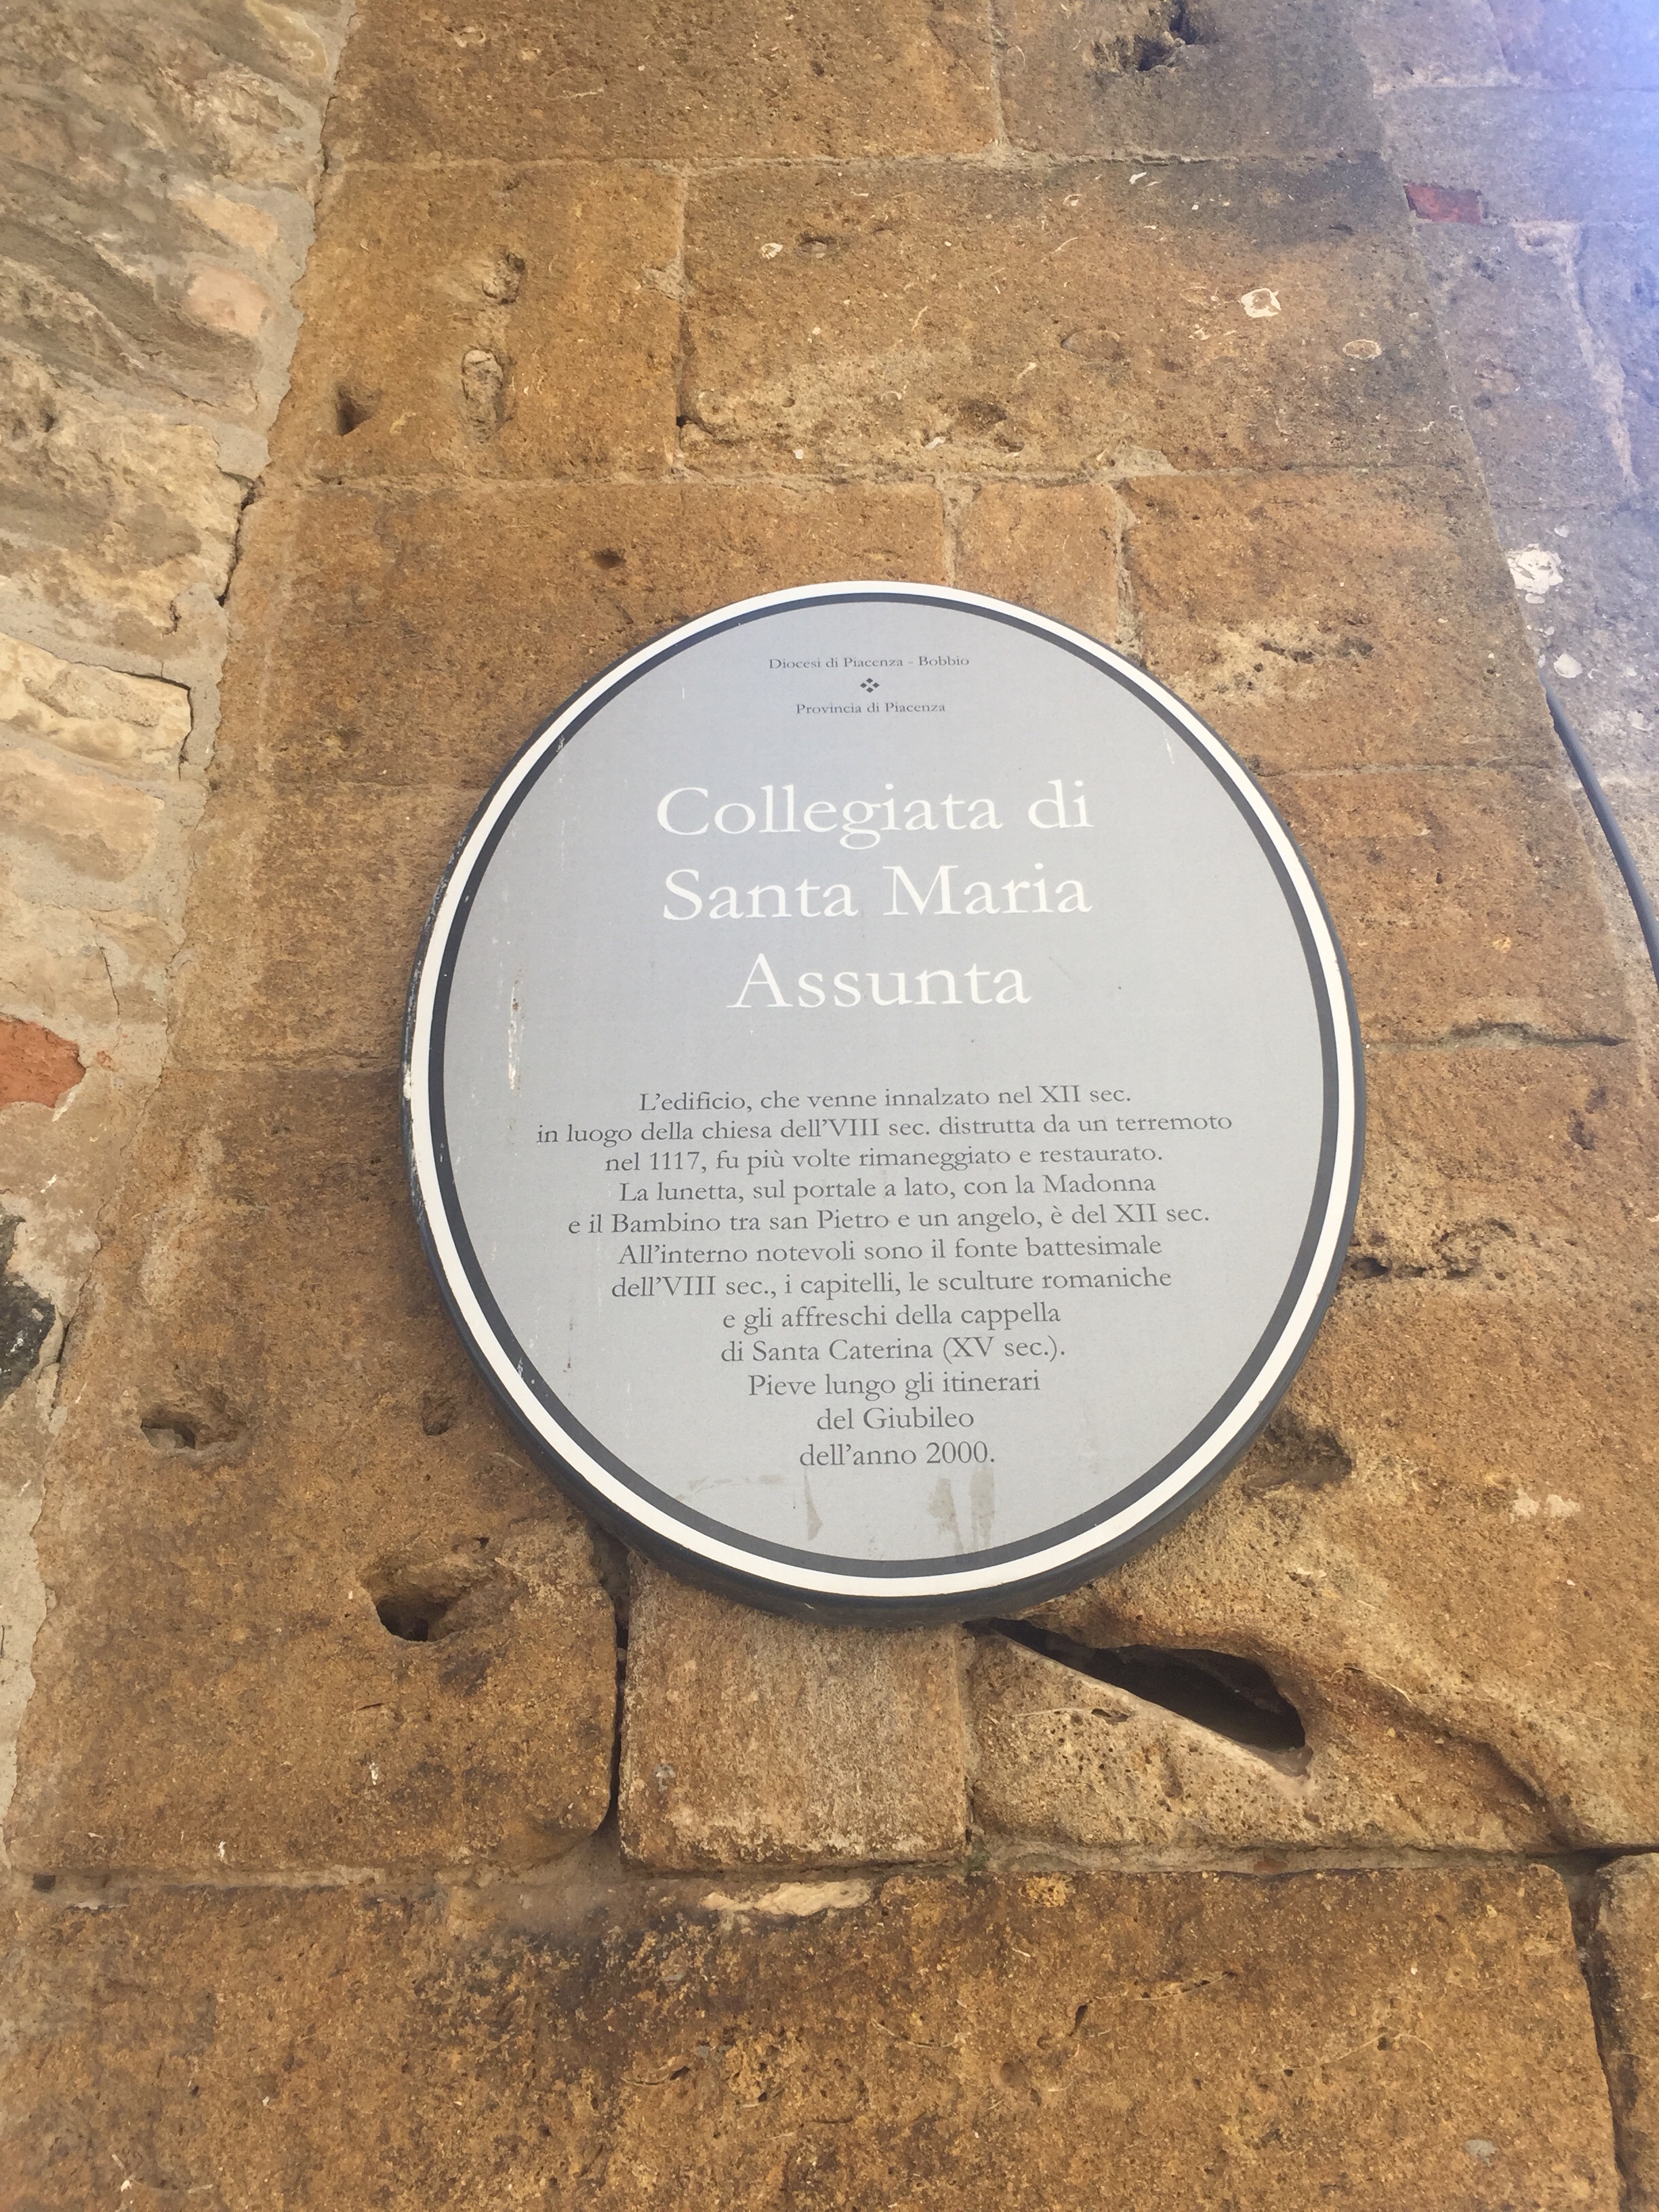 Diocesi di Piacenza - Bobbio
Provincia di Piacenza
Collegiata di
Santa Maria
Assunta
L'edificio, che venne innalzato nel XII sec.
in luogo della chiesa dell'VIII sec. distrutta da un terremoto
nel 1117, fu più volte rimaneggiato e restaurato.
La lunetta, sul portale a lato, con la Madonna
e il Bambino tra san Pietro e un angelo, è del XII sec.
All'interno notevoli sono il fonte battesimale
dell'VIII sec., i capitelli, le sculture romaniche
e gli affreschi della cappella
di Santa Caterina (XV sec.).
Pieve lungo gli itinerari
del Giubileo
dell'anno 2000.